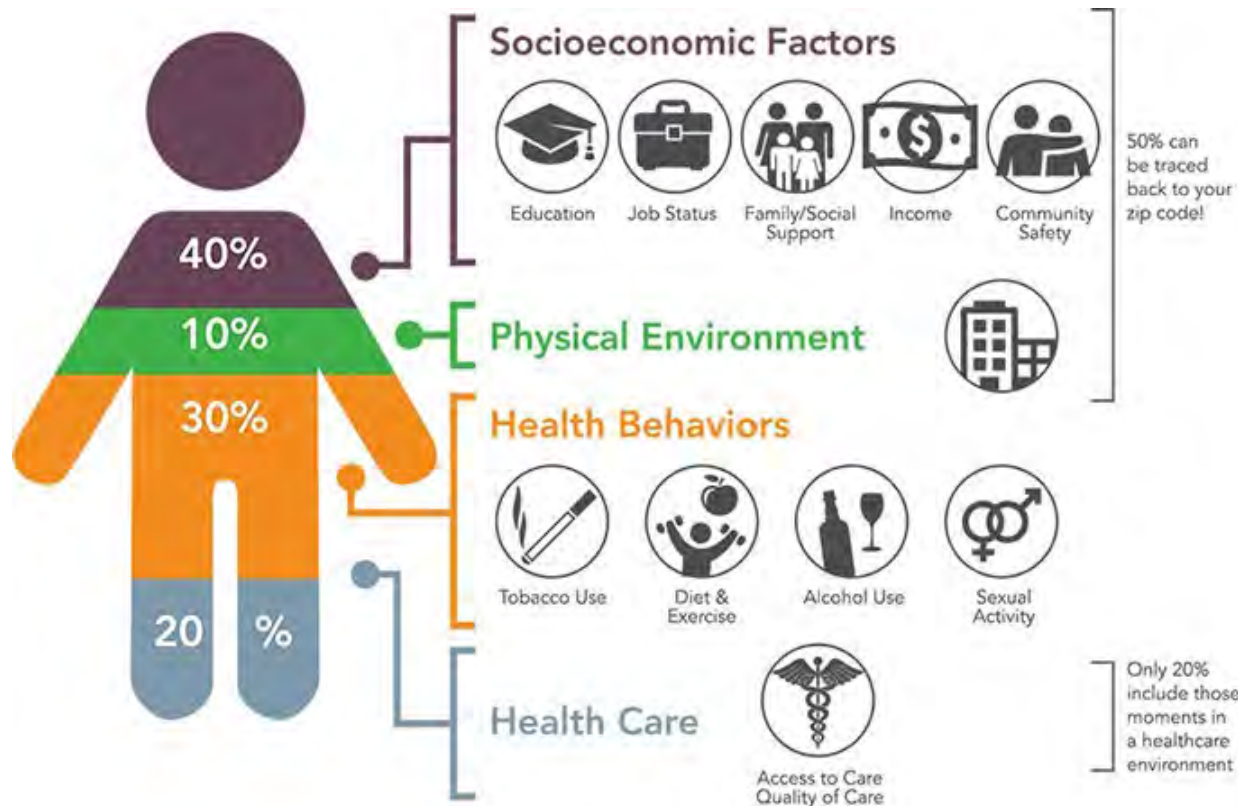 Socioeconomic Factors
Education
Job Status
Family/Social
Support
Income
Community
Safety
50% can
be traced
back to your
zip code!
40%
10%
Physical Environment
30%
Health Behaviors
Tobacco Use
Diet &
Exercise
Alcohol Use
Sexual
Activity
20 %
Health Care
Access to Care
Quality of Care
Only 20%
include those
moments in
a healthcare
environment